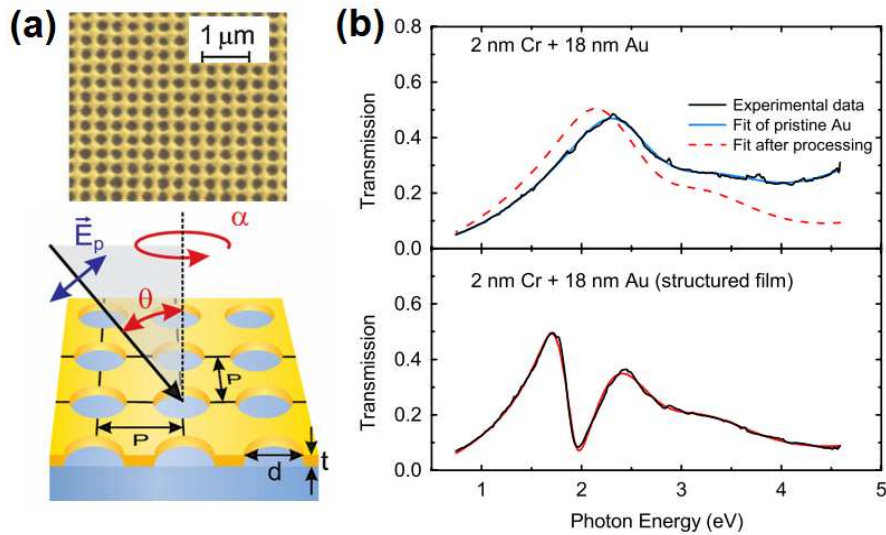 (a)
1 μm
α
E⃗p
θ
P
P
d
t
(b)
2 nm Cr + 18 nm Au
Experimental data
Fit of pristine Au
Fit after processing
Transmission
0.8
0.6
0.4
0.2
0.0
2 nm Cr + 18 nm Au (structured film)
Transmission
0.6
0.4
0.2
0.0
1 2 3 4 5
Photon Energy (eV)